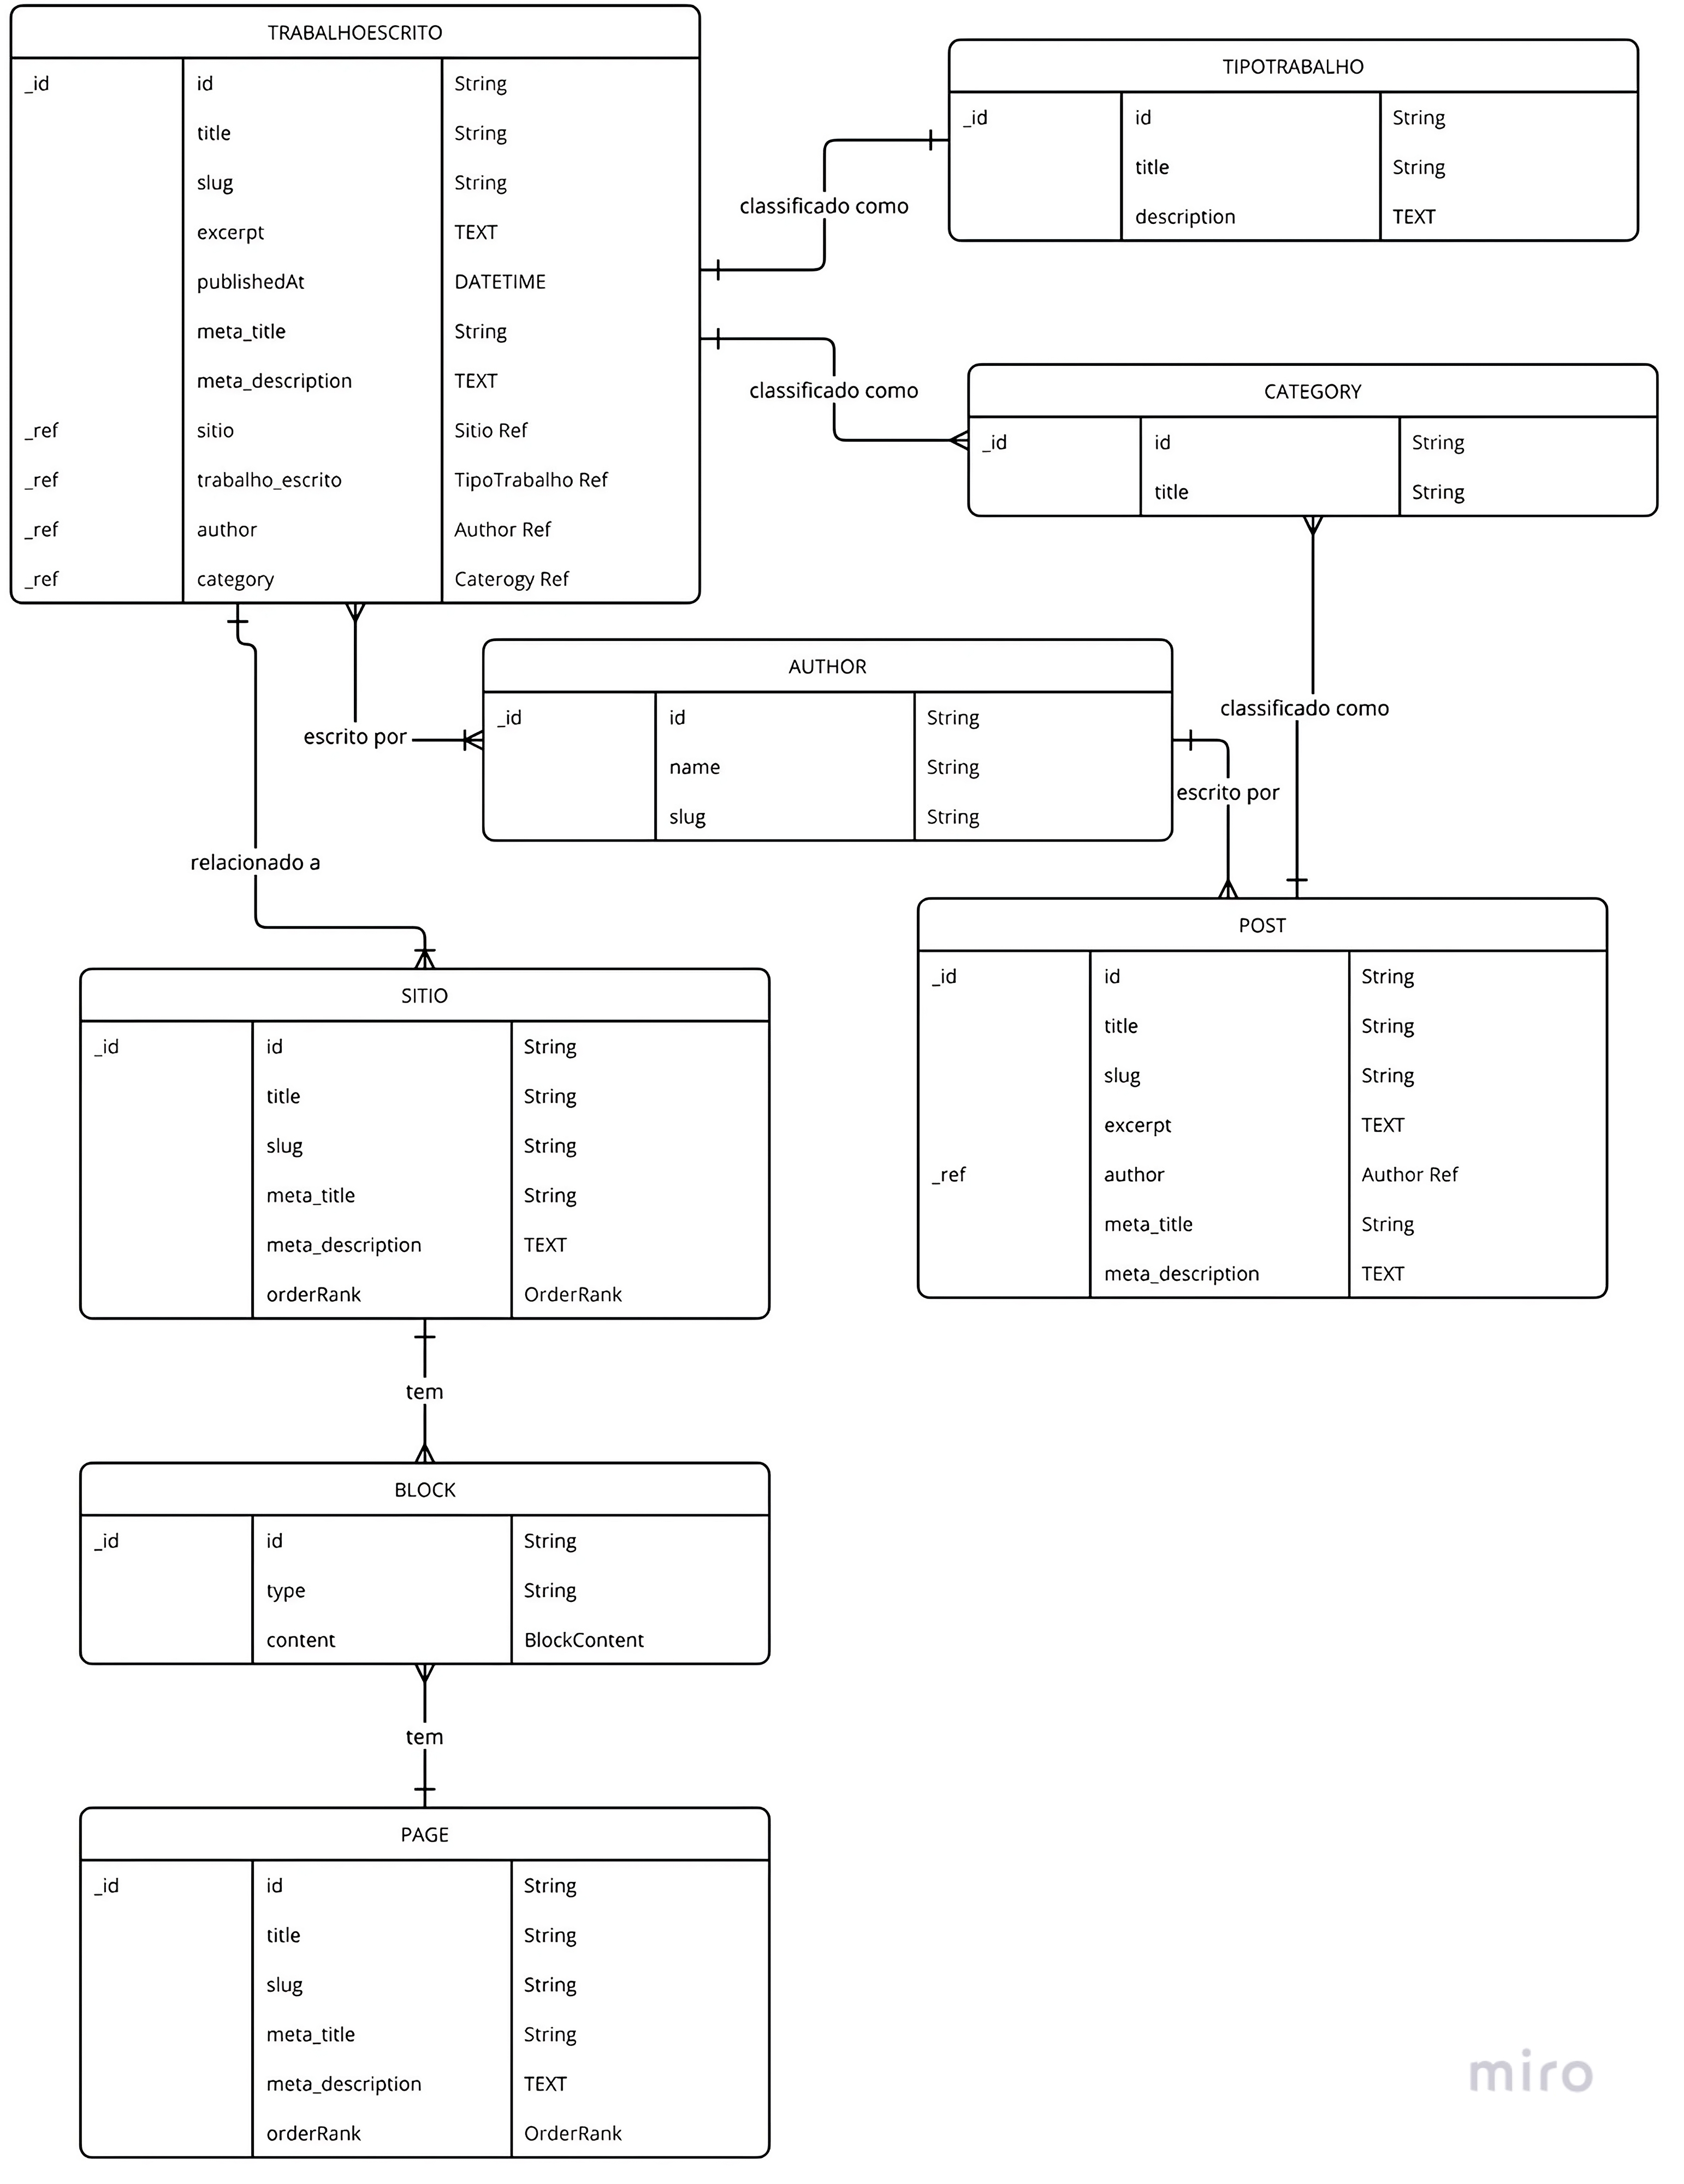 TRABALHOESCRITO
_id id String
title String
slug String
excerpt TEXT
publishedAt DATETIME
meta_title String
meta_description TEXT
_ref sitio Sitio Ref
_ref trabalho_escrito TipoTrabalho Ref
_ref author Author Ref
_ref category Caterogy Ref
TIPOTRABALHO
_id id String
title String
description TEXT
classificado como
classificado como
CATEGORY
_id id String
title String
AUTHOR
_id id String
name String
slug String
escrito por
classificado como
escrito por
relacionado a
POST
_id id String
title String
slug String
excerpt TEXT
_ref author Author Ref
meta_title String
meta_description TEXT
SITIO
_id id String
title String
slug String
meta_title String
meta_description TEXT
orderRank OrderRank
tem
BLOCK
_id id String
type String
content BlockContent
tem
PAGE
_id id String
title String
slug String
meta_title String
meta_description TEXT
orderRank OrderRank
miro